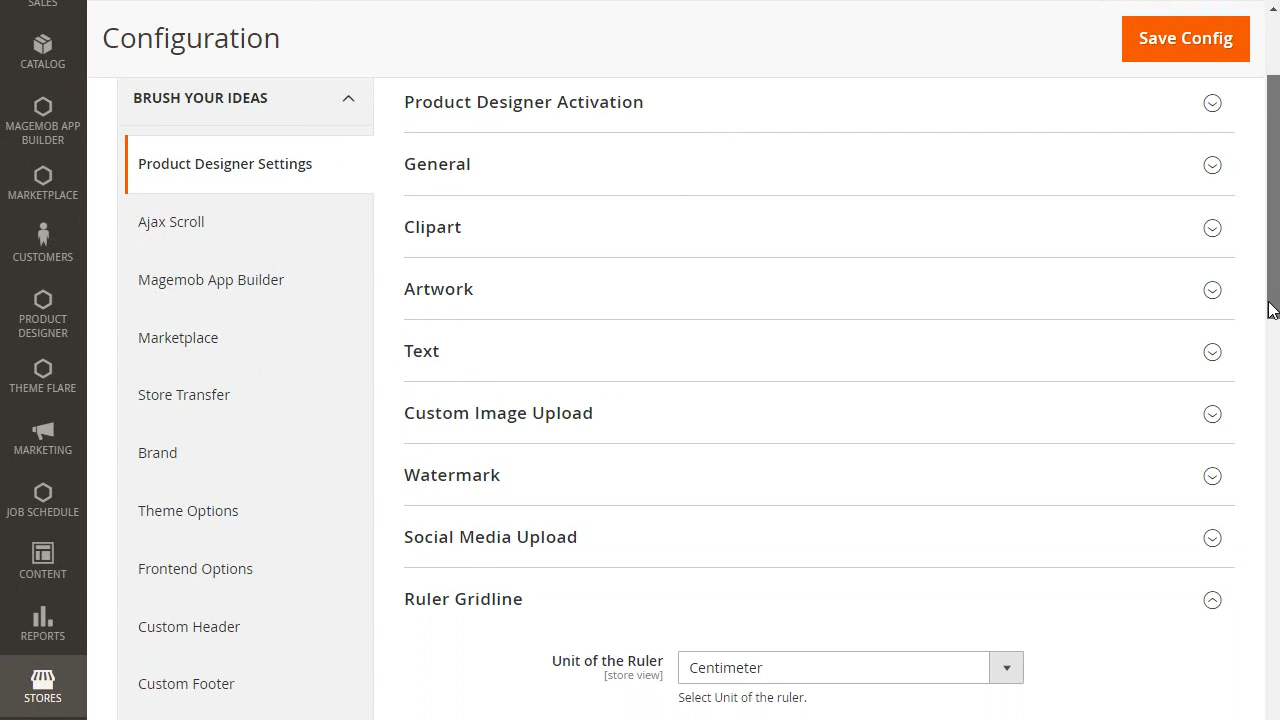 SALES
CATALOG
MAGEMOB APP
BUILDER
MARKETPLACE
CUSTOMERS
PRODUCT
DESIGNER
THEME FLARE
MARKETING
JOB SCHEDULE
CONTENT
REPORTS
STORES
Configuration
Save Config
BRUSH YOUR IDEAS
Product Designer Settings
Ajax Scroll
Magemob App Builder
Marketplace
Store Transfer
Brand
Theme Options
Frontend Options
Custom Header
Custom Footer
Product Designer Activation
General
Clipart
Artwork
Text
Custom Image Upload
Watermark
Social Media Upload
Ruler Gridline
Unit of the Ruler
[store view]
Centimeter
Select Unit of the ruler.